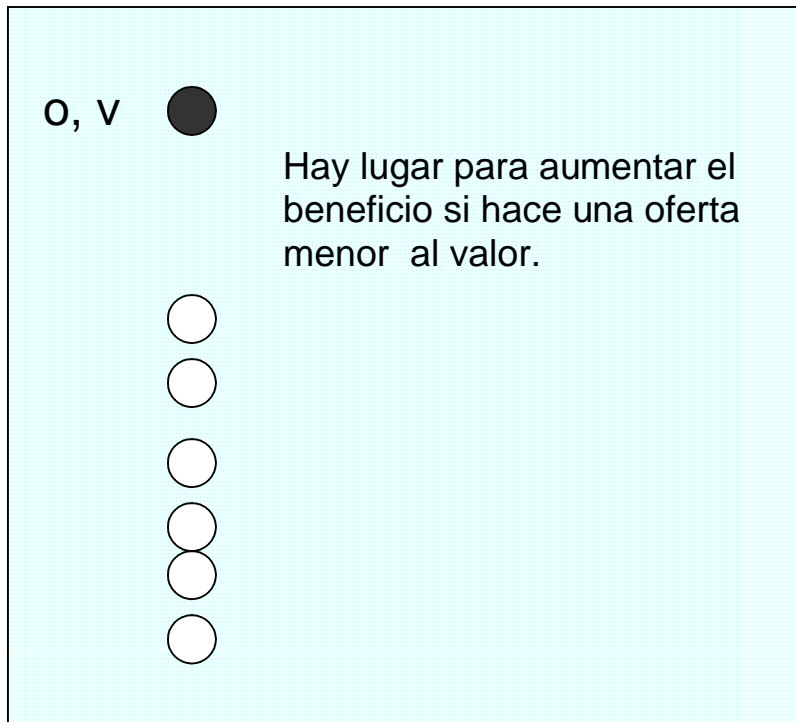 o, v
Hay lugar para aumentar el
beneficio si hace una oferta
menor al valor.